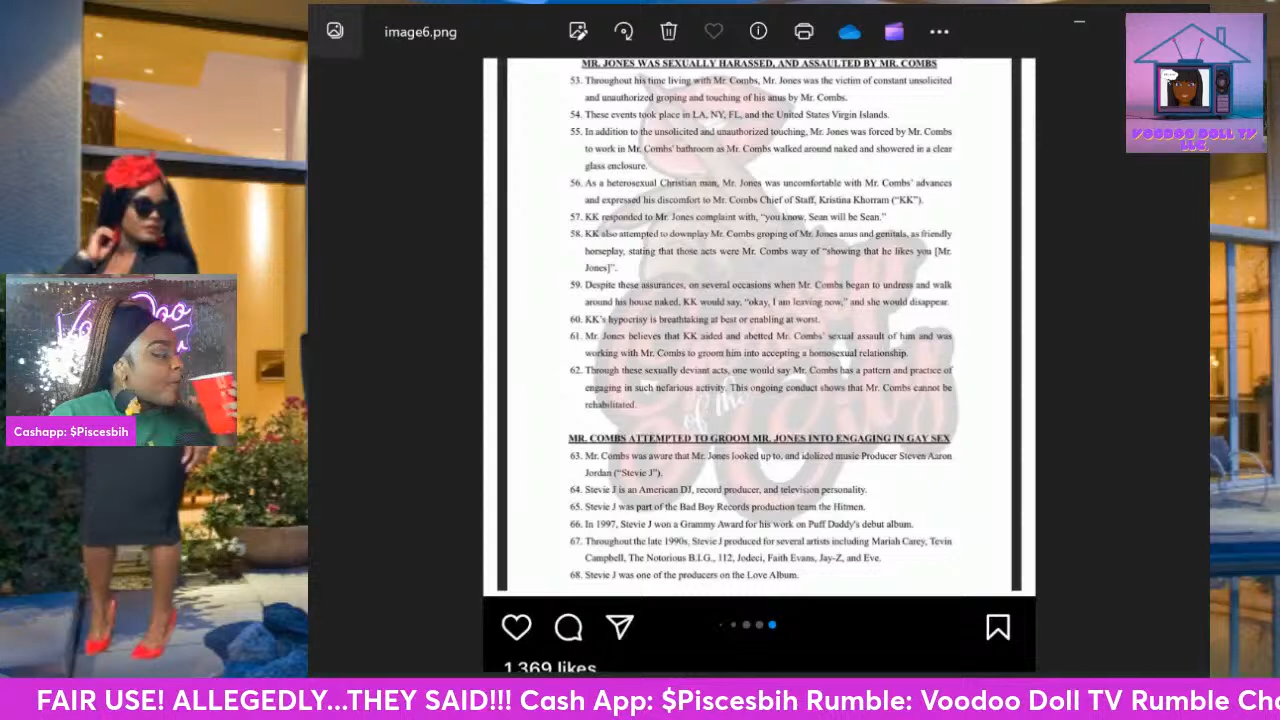 image6.png
MR. JONES WAS SEXUALLY HARASSED, AND ASSAULTED BY MR. COMBS
53. Throughout his time living with Mr. Combs, Mr. Jones was the victim of constant unsolicited
and unauthorized groping and touching of his anus by Mr. Combs.
54. These events took place in LA, NY, FL, and the United States Virgin Islands.
55. In addition to the unsolicited and unauthorized touching, Mr. Jones was forced by Mr. Combs
to work in Mr. Combs' bathroom as Mr. Combs walked around naked and showered in a clear
glass enclosure.
56. As a heterosexual Christian man, Mr. Jones was uncomfortable with Mr. Combs' advances
and expressed his discomfort to Mr. Combs Chief of Staff, Kristina Khorram ("KK").
57. KK responded to Mr. Jones complaint with, "you know, Sean will be Sean."
58. KK also attempted to downplay Mr. Combs groping of Mr. Jones anus and genitals, as friendly
horseplay, stating that those acts were Mr. Combs way of "showing that he likes you [Mr.
Jones]".
59. Despite these assurances, on several occasions when Mr. Combs began to undress and walk
around his house naked, KK would say, "okay, I am leaving now," and she would disappear.
60. KK's hypocrisy is breathtaking at best or enabling at worst.
61. Mr. Jones believes that KK aided and abetted Mr. Combs' sexual assault of him and was
working with Mr. Combs to groom him into accepting a homosexual relationship.
62. Through these sexually deviant acts, one would say Mr. Combs has a pattern and practice of
engaging in such nefarious activity. This ongoing conduct shows that Mr. Combs cannot be
rehabilitated.
MR. COMBS ATTEMPTED TO GROOM MR. JONES INTO ENGAGING IN GAY SEX
63. Mr. Combs was aware that Mr. Jones looked up to, and idolized music Producer Steven Aaron
Jordan ("Stevie J").
64. Stevie J is an American DJ, record producer, and television personality.
65. Stevie J was part of the Bad Boy Records production team the Hitmen.
66. In 1997, Stevie J won a Grammy Award for his work on Puff Daddy's debut album.
67. Throughout the late 1990s, Stevie J produced for several artists including Mariah Carey, Tevin
Campbell, The Notorious B.I.G., 112, Jodeci, Faith Evans, Jay-Z, and Eve.
68. Stevie J was one of the producers on the Love Album.
of the
1,369 likes
VOODOO DOLL TV
LLC
Cashapp: $Piscesbih
FAIR USE! ALLEGEDLY...THEY SAID!!! Cash App: $Piscesbih Rumble: Voodoo Doll TV Rumble Cha